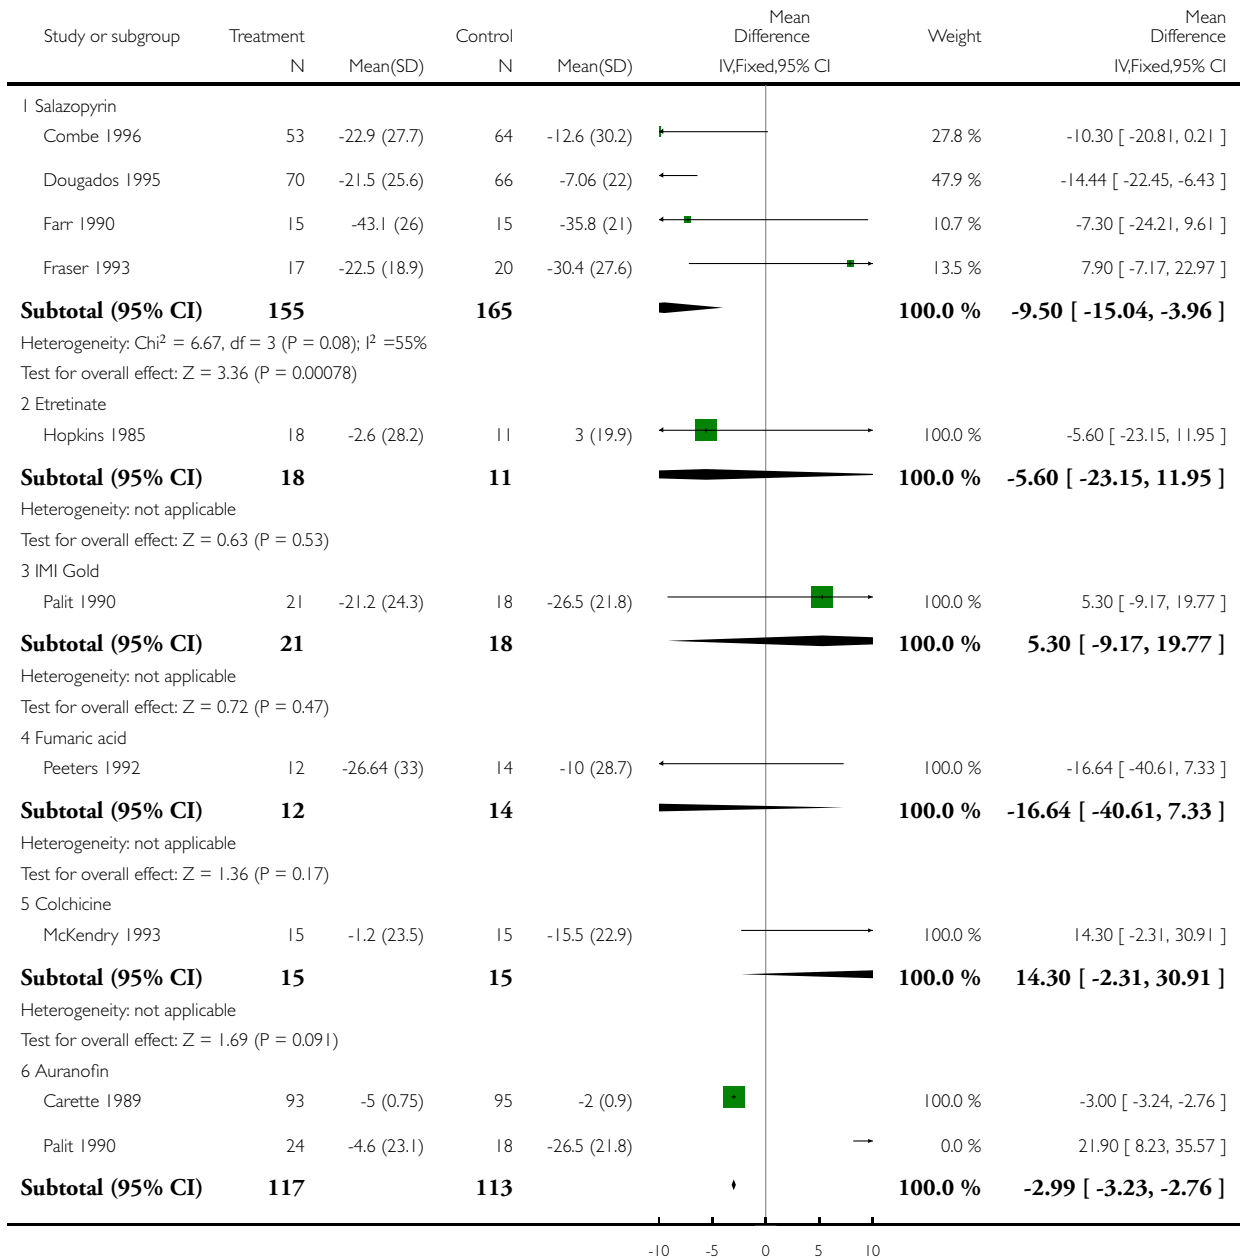 Study or subgroup Treatment Control Mean Difference Weight Mean Difference
N Mean(SD) N Mean(SD) IV,Fixed,95% CI IV,Fixed,95% CI
1 Salazopyrin
Combe 1996 53 -22.9 (27.7) 64 -12.6 (30.2) 27.8 % -10.30 [ -20.81, 0.21 ]
Dougados 1995 70 -21.5 (25.6) 66 -7.06 (22) 47.9 % -14.44 [ -22.45, -6.43 ]
Farr 1990 15 -43.1 (26) 15 -35.8 (21) 10.7 % -7.30 [ -24.21, 9.61 ]
Fraser 1993 17 -22.5 (18.9) 20 -30.4 (27.6) 13.5 % 7.90 [ -7.17, 22.97 ]
Subtotal (95% CI) 155 165 100.0 % -9.50 [ -15.04, -3.96 ]
Heterogeneity: Chi² = 6.67, df = 3 (P = 0.08); I² =55%
Test for overall effect: Z = 3.36 (P = 0.00078)
2 Etretinate
Hopkins 1985 18 -2.6 (28.2) 11 3 (19.9) 100.0 % -5.60 [ -23.15, 11.95 ]
Subtotal (95% CI) 18 11 100.0 % -5.60 [ -23.15, 11.95 ]
Heterogeneity: not applicable
Test for overall effect: Z = 0.63 (P = 0.53)
3 IMI Gold
Palit 1990 21 -21.2 (24.3) 18 -26.5 (21.8) 100.0 % 5.30 [ -9.17, 19.77 ]
Subtotal (95% CI) 21 18 100.0 % 5.30 [ -9.17, 19.77 ]
Heterogeneity: not applicable
Test for overall effect: Z = 0.72 (P = 0.47)
4 Fumaric acid
Peeters 1992 12 -26.64 (33) 14 -10 (28.7) 100.0 % -16.64 [ -40.61, 7.33 ]
Subtotal (95% CI) 12 14 100.0 % -16.64 [ -40.61, 7.33 ]
Heterogeneity: not applicable
Test for overall effect: Z = 1.36 (P = 0.17)
5 Colchicine
McKendry 1993 15 -1.2 (23.5) 15 -15.5 (22.9) 100.0 % 14.30 [ -2.31, 30.91 ]
Subtotal (95% CI) 15 15 100.0 % 14.30 [ -2.31, 30.91 ]
Heterogeneity: not applicable
Test for overall effect: Z = 1.69 (P = 0.091)
6 Auranofin
Carette 1989 93 -5 (0.75) 95 -2 (0.9) 100.0 % -3.00 [ -3.24, -2.76 ]
Palit 1990 24 -4.6 (23.1) 18 -26.5 (21.8) 0.0 % 21.90 [ 8.23, 35.57 ]
Subtotal (95% CI) 117 113 100.0 % -2.99 [ -3.23, -2.76 ]
-10 -5 0 5 10